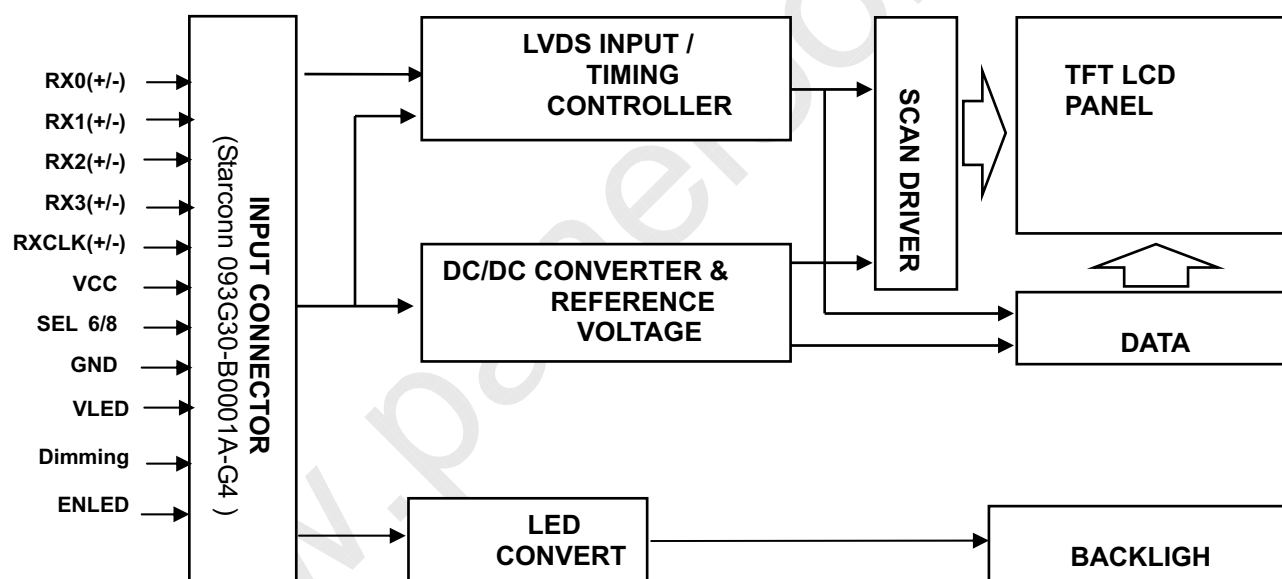 RX0(+/-)
RX1(+/-)
RX2(+/-)
RX3(+/-)
RXCLK(+/-)
VCC
SEL 6/8
GND
VLED
Dimming
ENLED
INPUT CONNECTOR
(Starconn 093G30-B0001A-G4 )
LVDS INPUT /
TIMING
CONTROLLER
DC/DC CONVERTER &
REFERENCE
VOLTAGE
LED
CONVERT
SCAN DRIVER
TFT LCD
PANEL
DATA
BACKLIGH